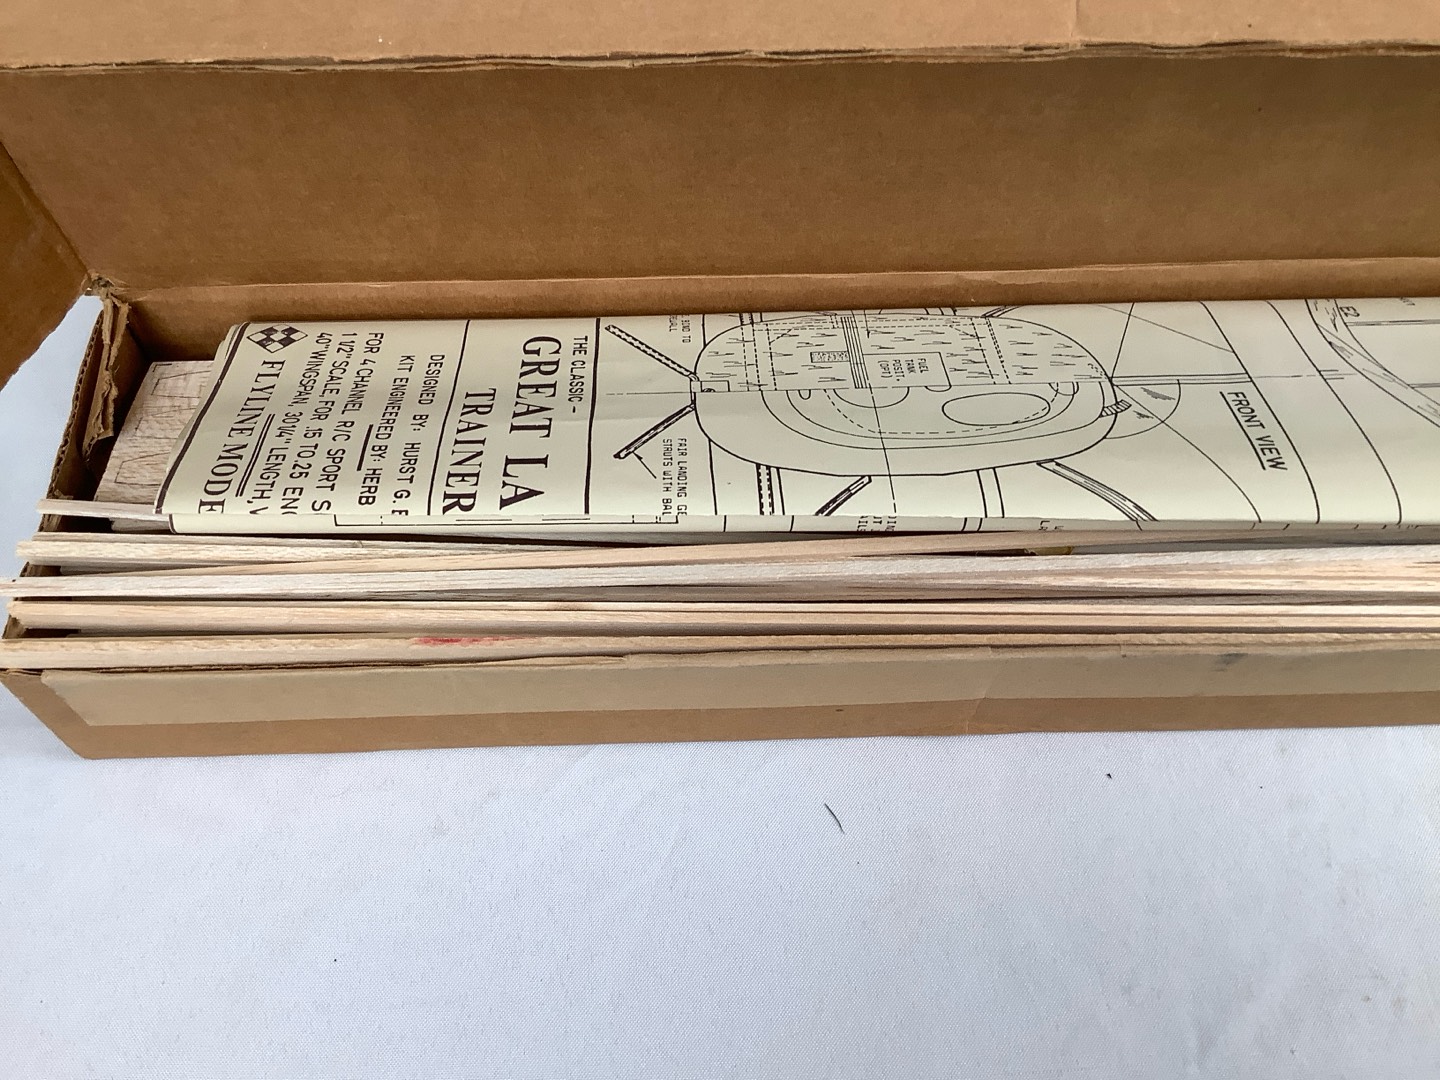 THE CLASSIC –
GREAT LA
TRAINER
DESIGNED BY: HURST G.
KIT ENGINEERED BY: HERB
FOR 4 CHANNEL R/C SPORT S
1 1/2" SCALE, FOR .15 TO .25 EN
40" WINGSPAN, 30 1/4" LENGTH,
FLYLINE MODE
FAIR LANDING GE
STRUTS WITH BAL
FUEL
TANK
POSIT.
(OPT)
FRONT VIEW